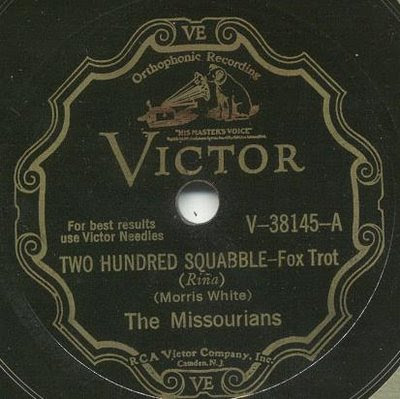 VE
Orthophonic Recording
"HIS MASTER'S VOICE"
VICTOR
For best results
use Victor Needles
V-38145-A
TWO HUNDRED SQUABBLE-Fox Trot
(Riña)
(Morris White)
The Missourians
RCA Victor Company, Inc.
Camden, N.J.
VE